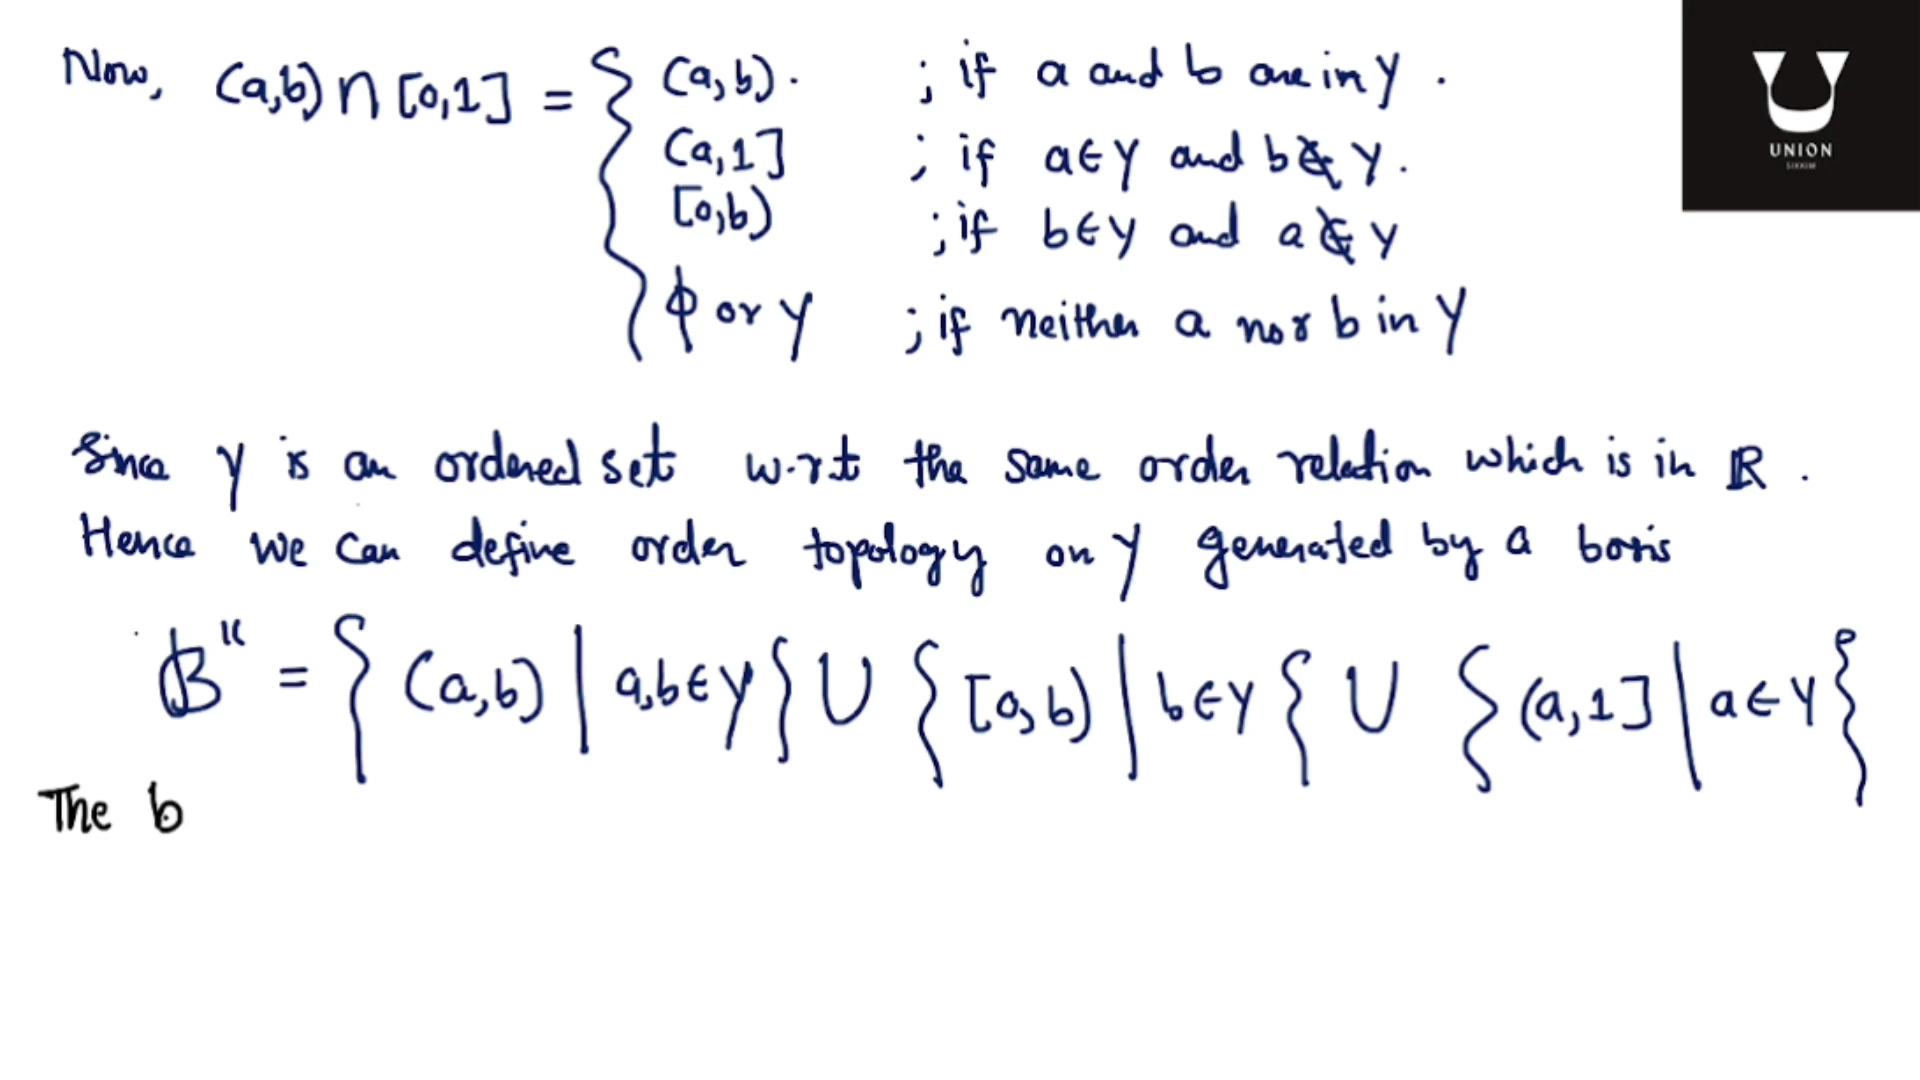 Now, (a,b) ∩ [0,1] = { (a,b). ; if a and b are in Y.
(a,1] ; if a∈Y and b∉Y.
[0,b) ; if b∈Y and a∉Y
ϕ or Y ; if neither a nor b in Y
UNION
SIKKIM
Since Y is an ordered set w.r.t the same order relation which is in ℝ.
Hence we can define order topology on Y generated by a basis
B'' = {(a,b) | a,b∈Y} ∪ {[0,b) | b∈Y} ∪ {(a,1] | a∈Y}
The b